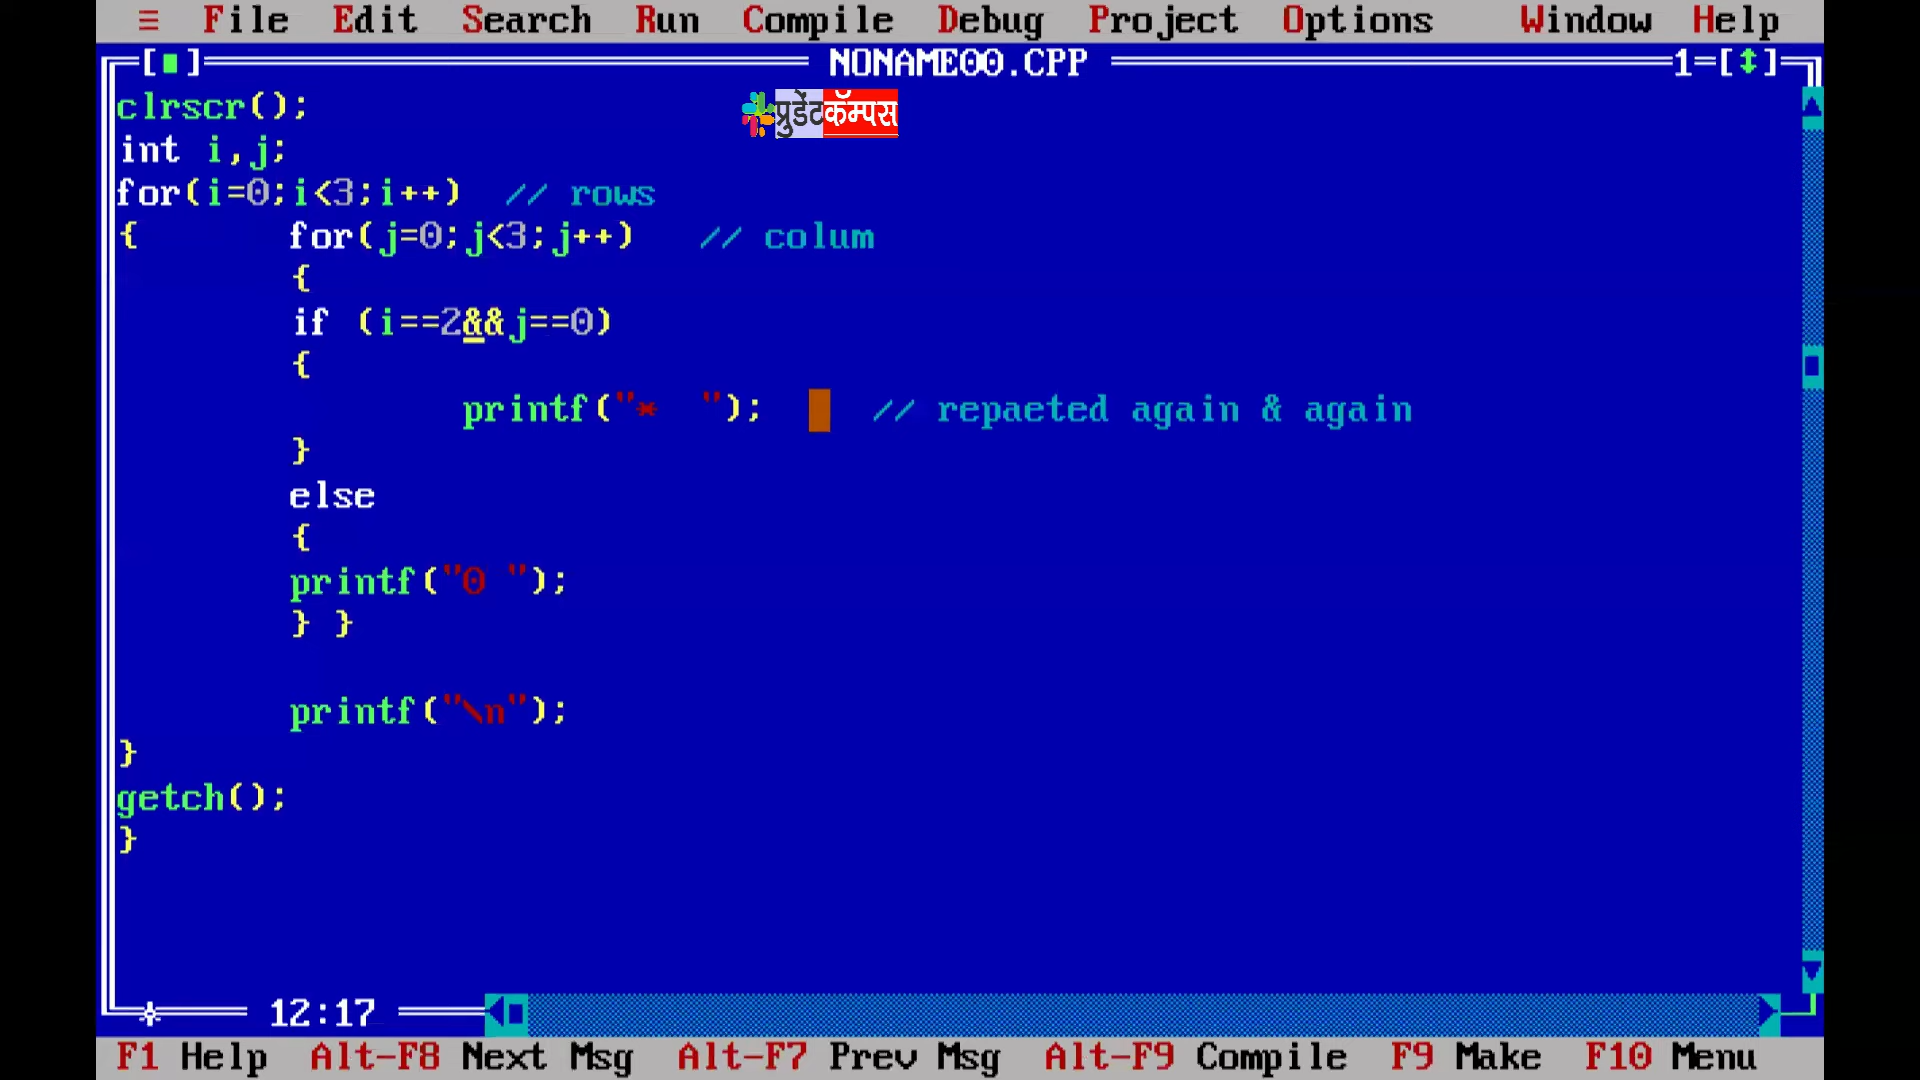 ≡ File Edit Search Run Compile Debug Project Options Window Help
[■] NONAME00.CPP 1=[↕]
clrscr();
प्रुडेंट कॅम्पस
int i,j;
for(i=0;i<3;i++) // rows
{ for(j=0;j<3;j++) // colum
{
if (i==2&&j==0)
{
printf("* "); // repaeted again & again
}
else
{
printf("0 ");
} }
printf("\n");
}
getch();
}
12:17
F1 Help Alt-F8 Next Msg Alt-F7 Prev Msg Alt-F9 Compile F9 Make F10 Menu